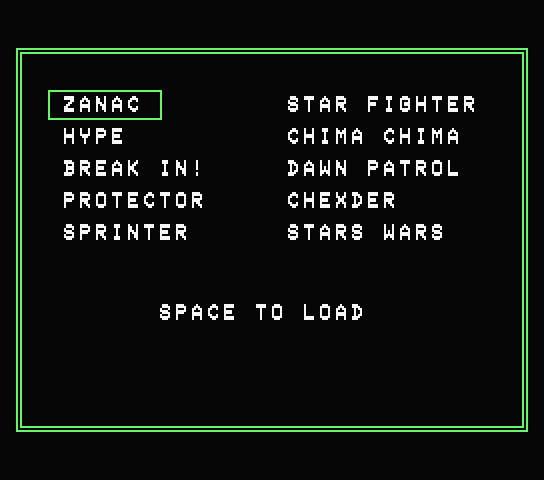 ZANAC STAR FIGHTER
HYPE CHIMA CHIMA
BREAK IN! DAWN PATROL
PROTECTOR CHEXDER
SPRINTER STARS WARS
SPACE TO LOAD